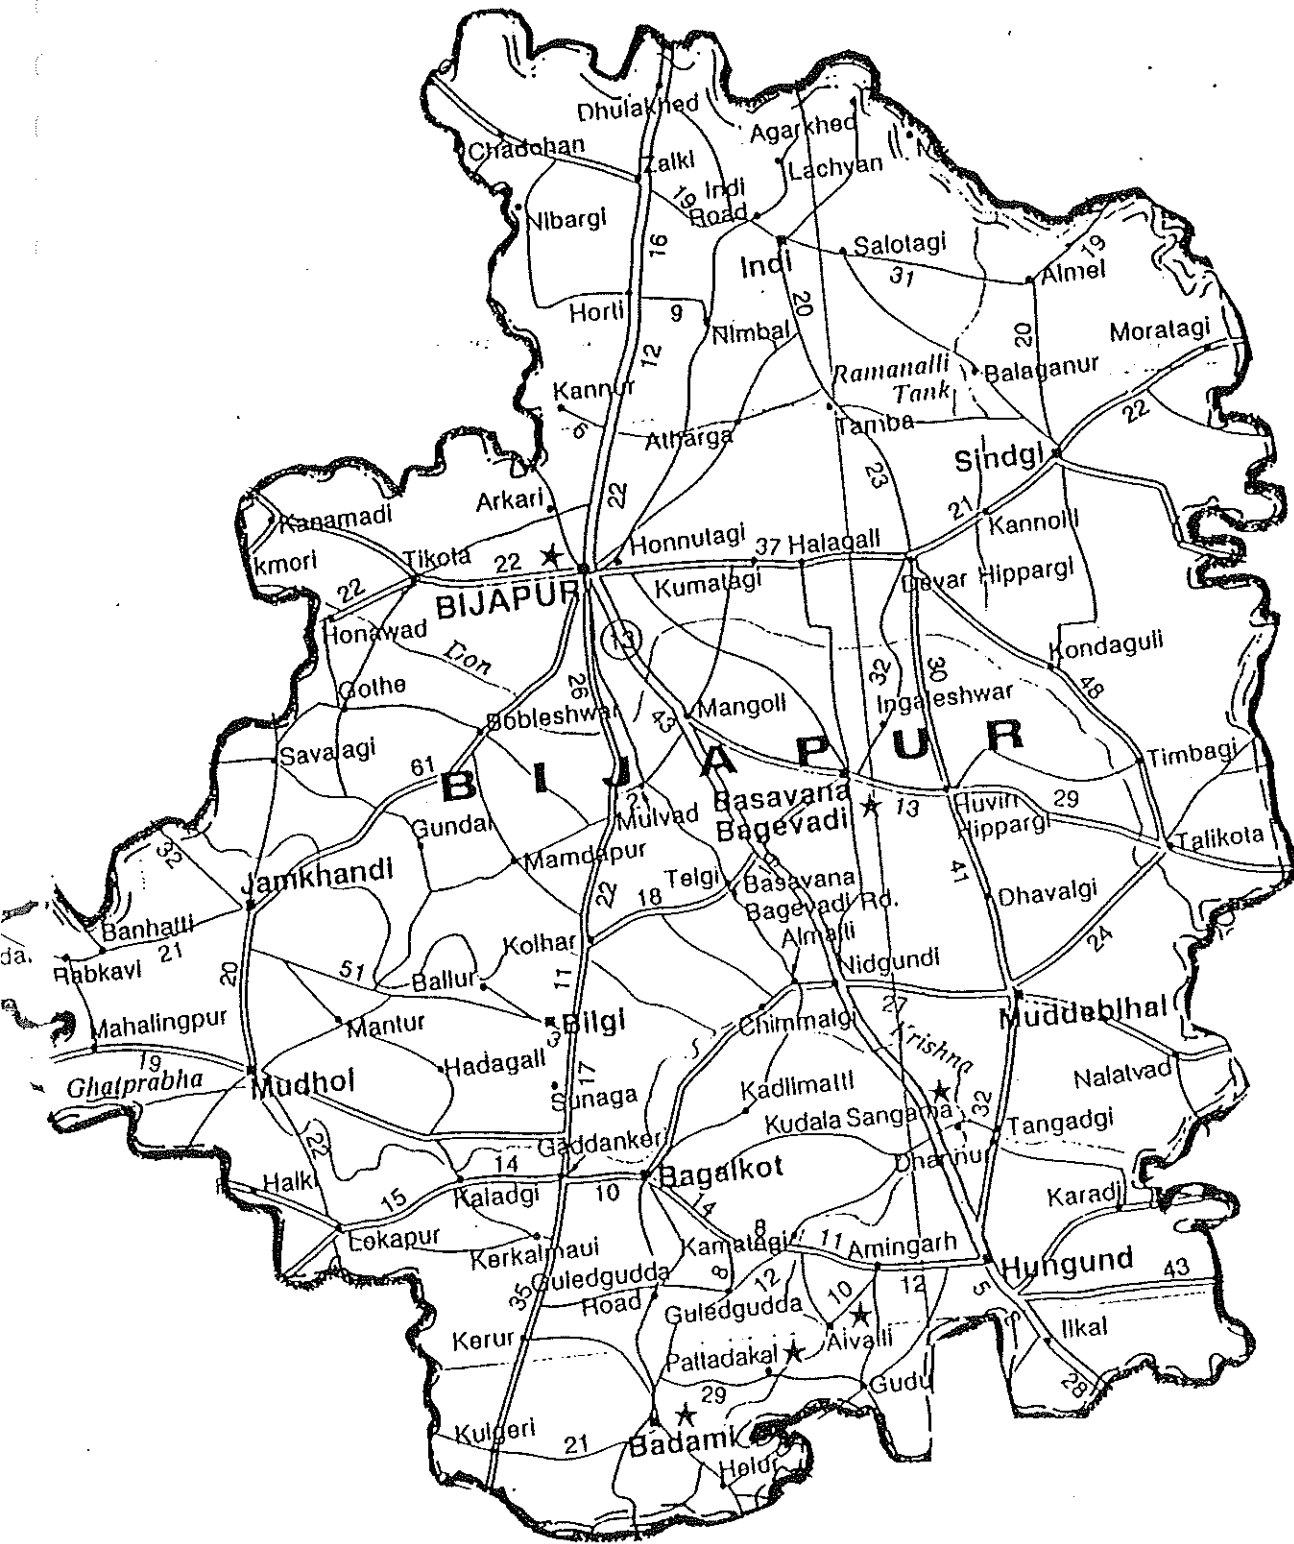 Dhulakhed
Agarkhed
Chadchan
Zalki
Lachyan
19
Indi
Road
Nibargi
16
Salotagi
19
Indi
31
Almel
Horti
9
20
Nimbal
20
Moratagi
12
Ramanalli
Tank
Balaganur
Kannur
22
6
Atharga
Tamba
Sindgi
23
Arkari
22
21
Kannolli
Kanamadi
Honnutagi
37
Halagali
kmori
Tikota
22
Kumatagi
Devar Hippargi
22
BIJAPUR
Honawad
13
Don
Kondaguli
32
30
48
Gothe
26
Ingaleshwar
Bobleshwar
43
Mangoli
Savalagi
Timbagi
61
BIJAPUR
21
Basavana
Bagevadi
13
Huvin
Hippargi
29
Gundal
Mulvad
Talikota
32
Mamdapur
Jamkhandi
Telgi
Basavana
Bagevadi Rd.
41
Dhavalgi
22
18
Banhatti
21
Kolhar
Almatti
24
da.
Rabkavi
20
51
Ballur
11
Nidgundi
27
Mahalingpur
Mantur
Bilgi
3
Chimmalgi
Muddebihal
Krishna
19
Hadagali
17
Nalatvad
Ghatprabha
Mudhol
Sunaga
Kadlimatti
Kudala Sangama
32
Tangadgi
22
Gaddankeri
Dhannur
Halki
14
10
Bagalkot
Karadi
15
Kaladgi
14
Lokapur
Kerkalmaui
Kamatagi
8
11
Amingarh
Hungund
43
35
Guledgudda
Road
8
12
10
12
5
Guledgudda
Kerur
Aivalli
Ilkal
Pattadakal
28
29
Gudu
Kulgeri
21
Badami
Helur